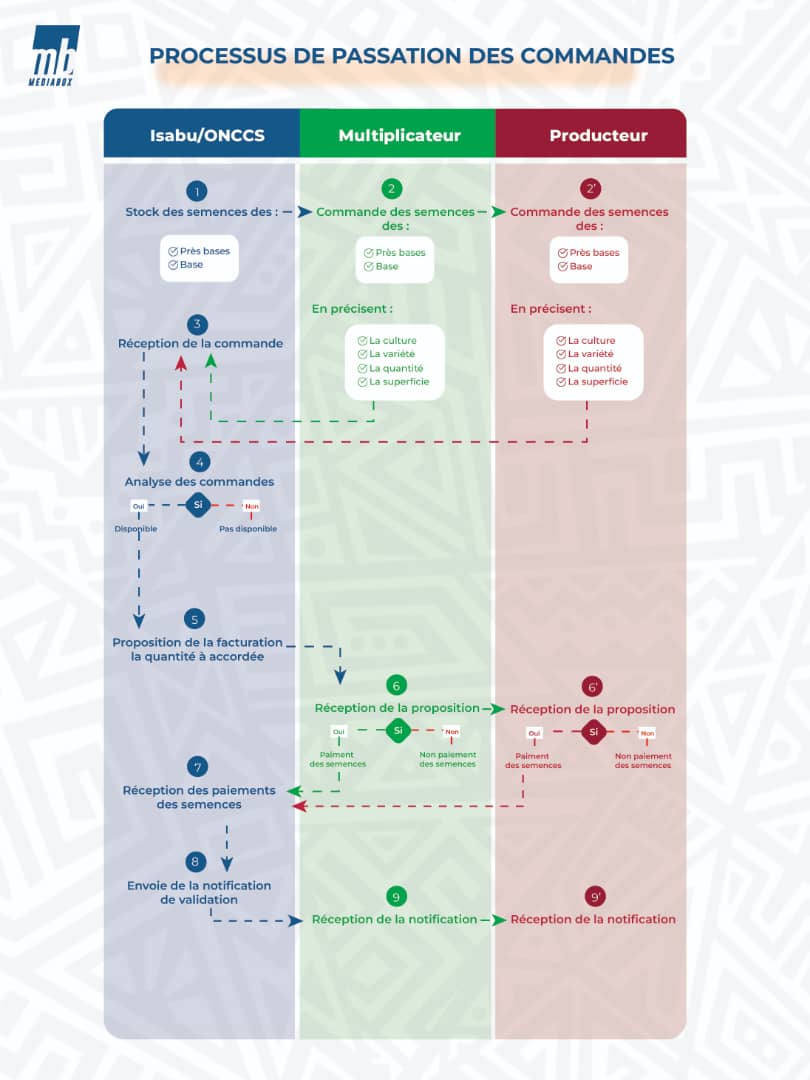 mb
MEDIABOX
PROCESSUS DE PASSATION DES COMMANDES
Isabu/ONCCS
Multiplicateur
Producteur
1
Stock des semences des :
Près bases
Base
2
Commande des semences
des :
Près bases
Base
En précisent :
La culture
La variété
La quantité
La superficie
2'
Commande des semences
des :
Près bases
Base
En précisent :
La culture
La variété
La quantité
La superficie
3
Réception de la commande
4
Analyse des commandes
Oui
Si
Non
Disponible
Pas disponible
5
Proposition de la facturation
la quantité à accordée
6
Réception de la proposition
Oui
Si
Non
Paiment
des semences
Non paiement
des semences
6'
Réception de la proposition
Oui
Si
Non
Paiment
des semences
Non paiement
des semences
7
Réception des paiements
des semences
8
Envoie de la notification
de validation
9
Réception de la notification
9'
Réception de la notification